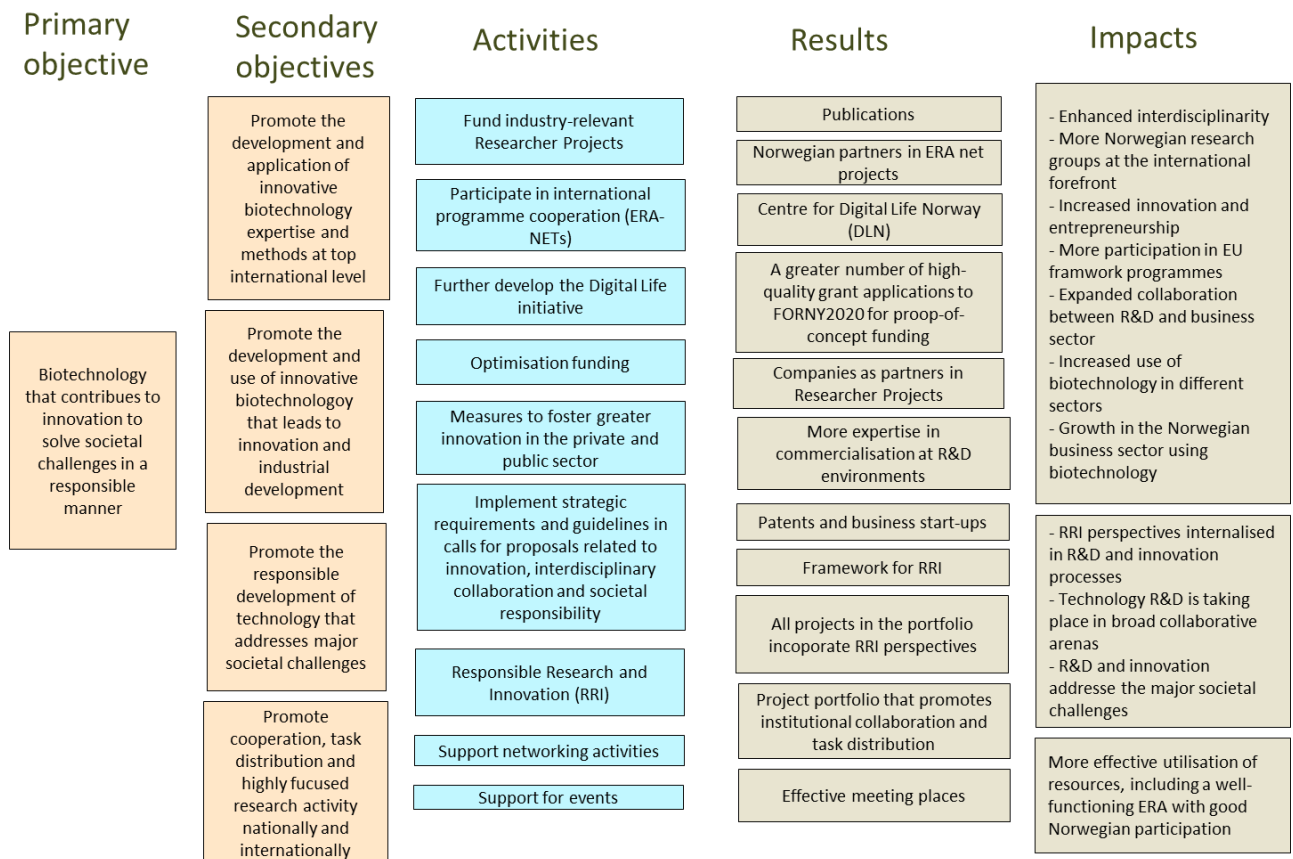 Primary
objective
Secondary
objectives
Activities
Results
Impacts
Biotechnology
that contributes to
innovation to
solve societal
challenges in a
responsible
manner
Promote the
development and
application of
innovative
biotechnology
expertise and
methods at top
international level
Promote the
development and
use of innovative
biotechnologoy
that leads to
innovation and
industrial
development
Promote the
responsible
development of
technology that
addresses major
societal challenges
Promote
cooperation, task
distribution and
highly fucused
research activity
nationally and
internationally
Fund industry-relevant
Researcher Projects
Participate in international
programme cooperation (ERA-
NETs)
Further develop the Digital Life
initiative
Optimisation funding
Measures to foster greater
innovation in the private and
public sector
Implement strategic
requirements and guidelines in
calls for proposals related to
innovation, interdisciplinary
collaboration and societal
responsibility
Responsible Research and
Innovation (RRI)
Support networking activities
Support for events
Publications
Norwegian partners in ERA net
projects
Centre for Digital Life Norway
(DLN)
A greater number of high-
quality grant applications to
FORNY2020 for proop-of-
concept funding
Companies as partners in
Researcher Projects
More expertise in
commercialisation at R&D
environments
Patents and business start-ups
Framework for RRI
All projects in the portfolio
incoporate RRI perspectives
Project portfolio that promotes
institutional collaboration and
task distribution
Effective meeting places
- Enhanced interdisciplinarity
- More Norwegian research
groups at the international
forefront
- Increased innovation and
entrepreneurship
- More participation in EU
framwork programmes
- Expanded collaboration
between R&D and business
sector
- Increased use of
biotechnology in different
sectors
- Growth in the Norwegian
business sector using
biotechnology
- RRI perspectives internalised
in R&D and innovation
processes
- Technology R&D is taking
place in broad collaborative
arenas
- R&D and innovation
addresse the major societal
challenges
More effective utilisation of
resources, including a well-
functioning ERA with good
Norwegian participation